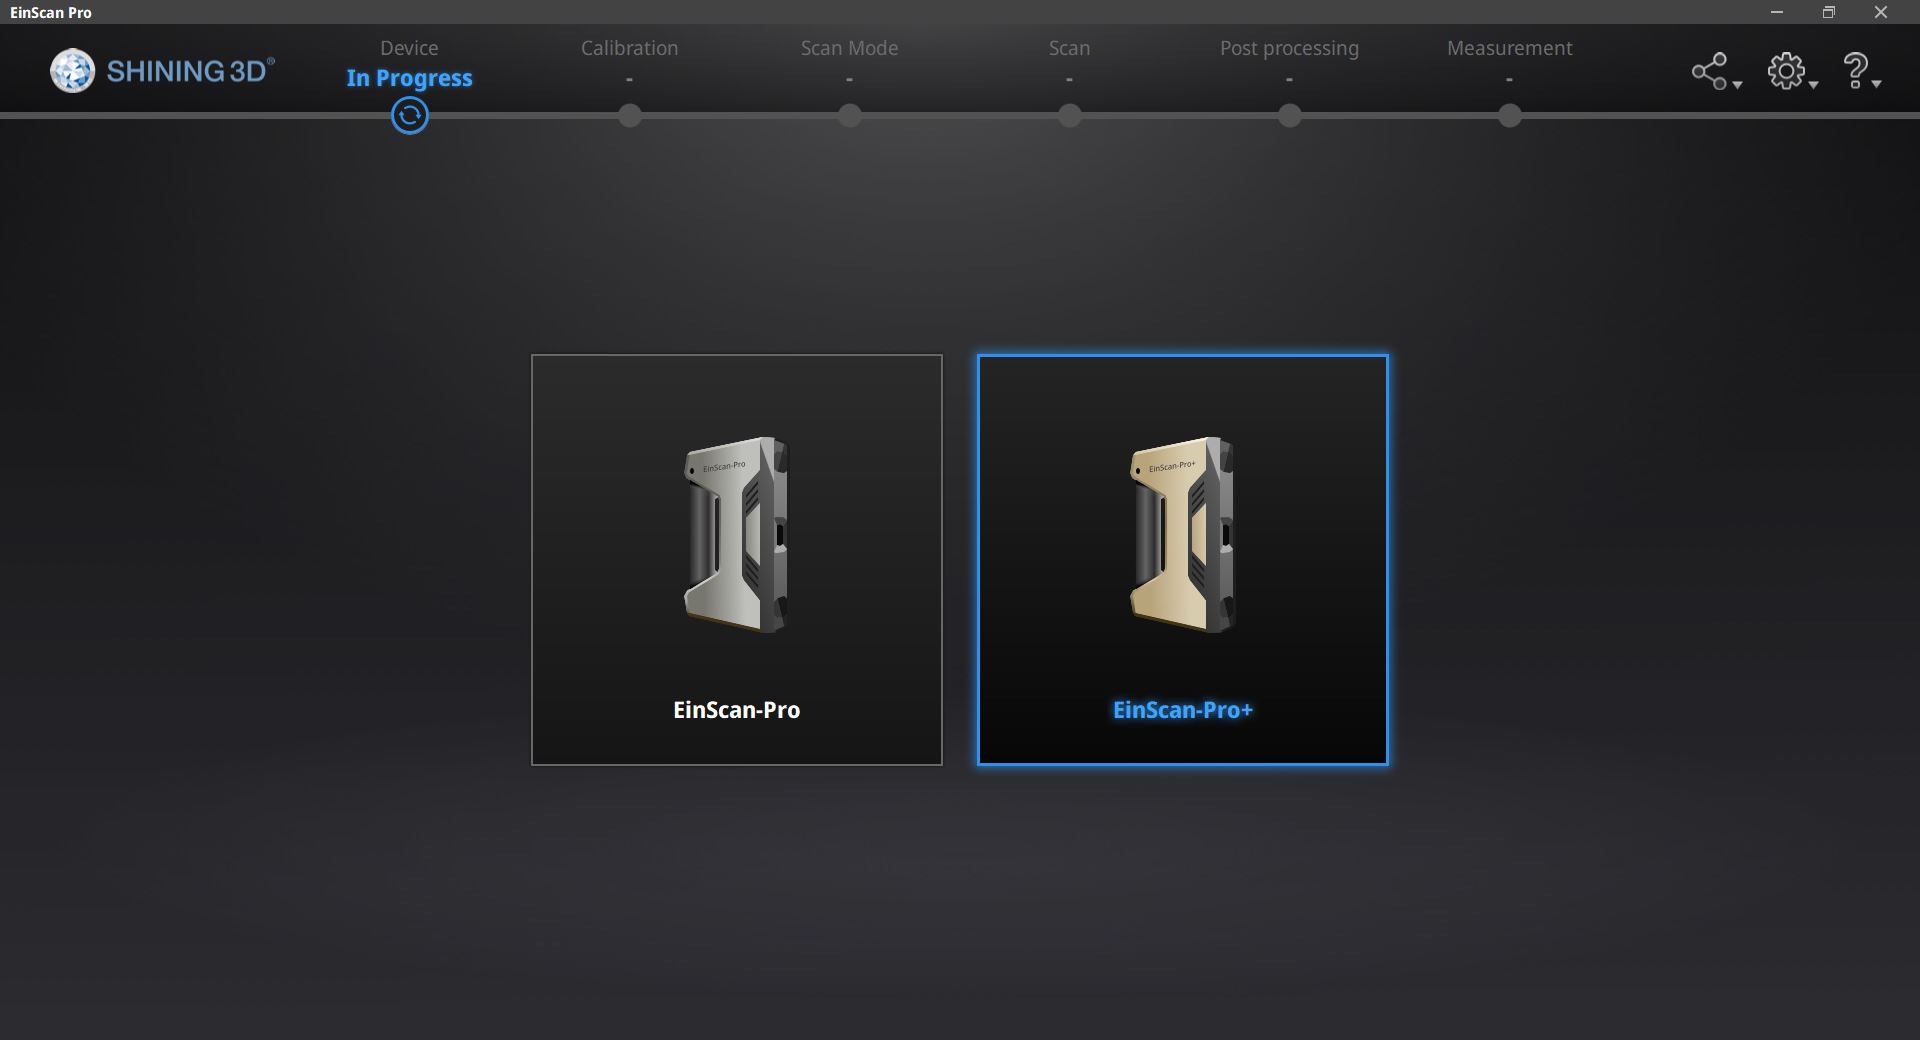 EinScan Pro
SHINING 3D®
Device
In Progress
Calibration
-
Scan Mode
-
Scan
-
Post processing
-
Measurement
-
EinScan-Pro
EinScan-Pro+
EinScan-Pro
EinScan-Pro+